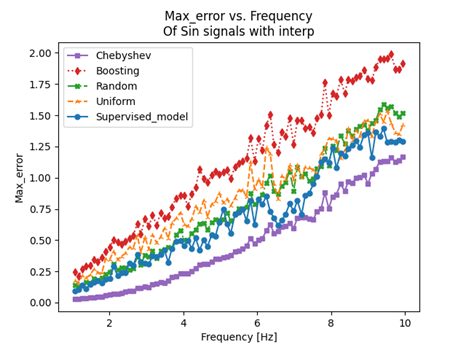 Max_error vs. Frequency
Of Sin signals with interp
Chebyshev
Boosting
Random
Uniform
Supervised_model
Max_error
2.00
1.75
1.50
1.25
1.00
0.75
0.50
0.25
0.00
2
4
6
8
10
Frequency [Hz]